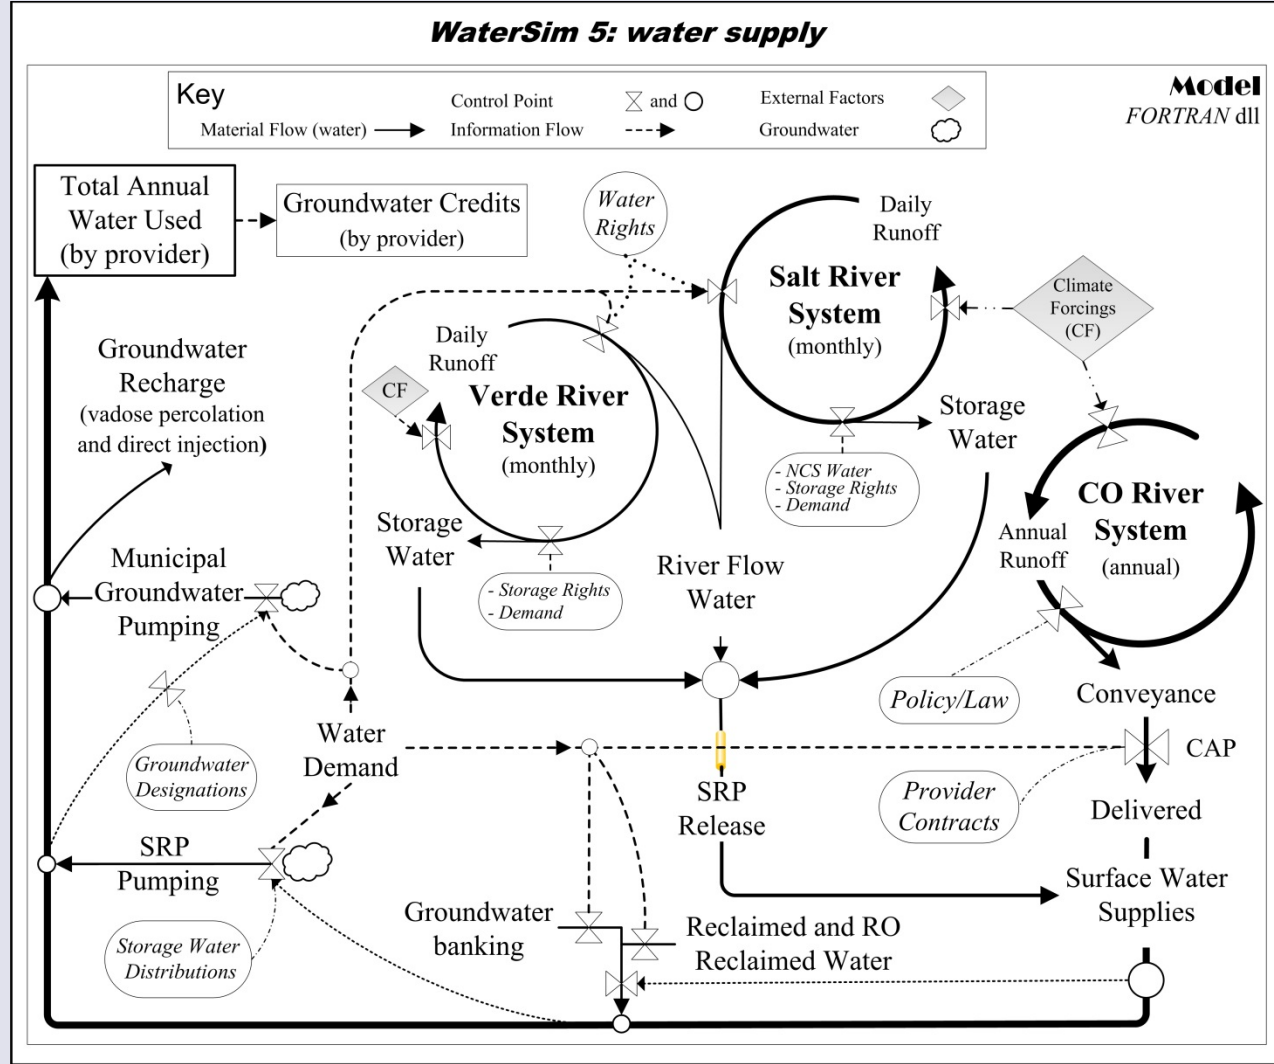 WaterSim 5: water supply
Key
Control Point
and
External Factors
Material Flow (water)
Information Flow
Groundwater
Model
FORTRAN dll
Total Annual
Water Used
(by provider)
Groundwater Credits
(by provider)
Water
Rights
Daily
Runoff
Salt River
System
(monthly)
Climate
Forcings
(CF)
Groundwater
Recharge
(vadose percolation
and direct injection)
Daily
Runoff
CF
Verde River
System
(monthly)
Storage
Water
- NCS Water
- Storage Rights
- Demand
CO River
System
(annual)
Annual
Runoff
Storage
Water
- Storage Rights
- Demand
River Flow
Water
Municipal
Groundwater
Pumping
Policy/Law
Conveyance
CAP
Water
Demand
Groundwater
Designations
SRP
Release
Provider
Contracts
Delivered
SRP
Pumping
Surface Water
Supplies
Groundwater
banking
Reclaimed and RO
Reclaimed Water
Storage Water
Distributions